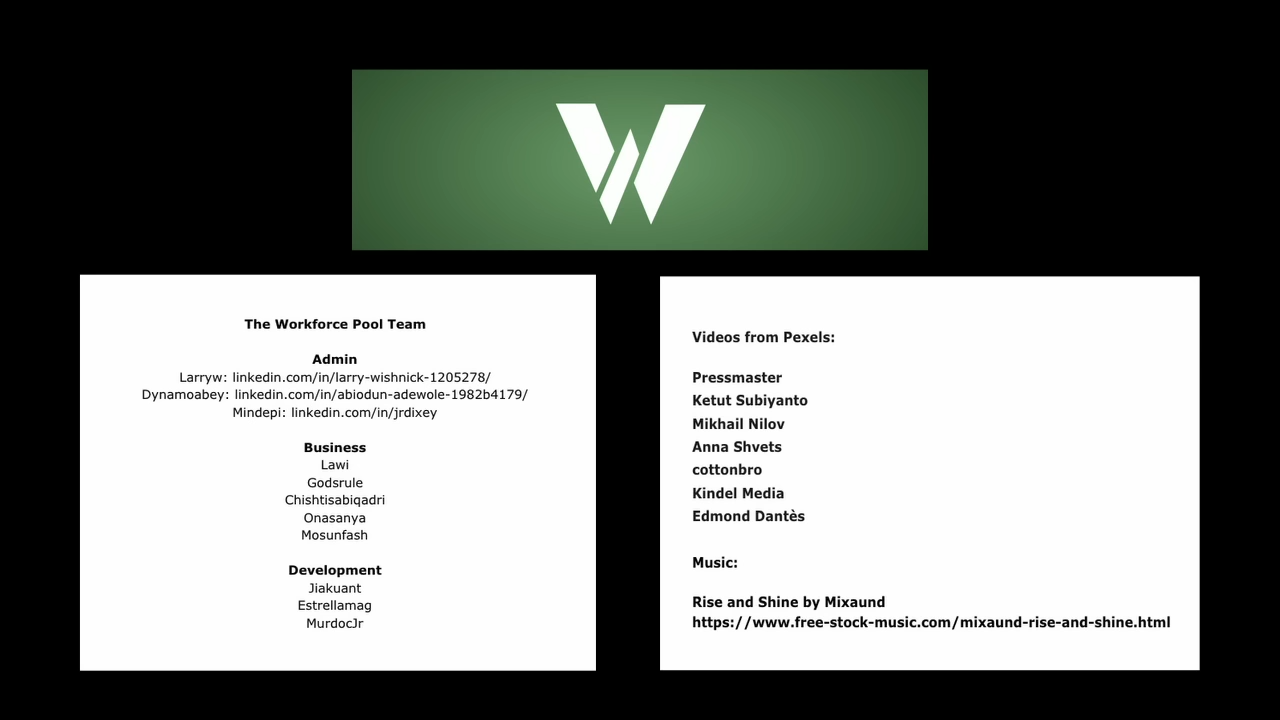 W
The Workforce Pool Team
Admin
Larryw: linkedin.com/in/larry-wishnick-1205278/
Dynamoabey: linkedin.com/in/abiodun-adewole-1982b4179/
Mindepi: linkedin.com/in/jrdixey
Business
Lawi
Godsrule
Chishtisabiqadri
Onasanya
Mosunfash
Development
Jiakuant
Estrellamag
MurdocJr
Videos from Pexels:
Pressmaster
Ketut Subiyanto
Mikhail Nilov
Anna Shvets
cottonbro
Kindel Media
Edmond Dantès
Music:
Rise and Shine by Mixaund
https://www.free-stock-music.com/mixaund-rise-and-shine.html